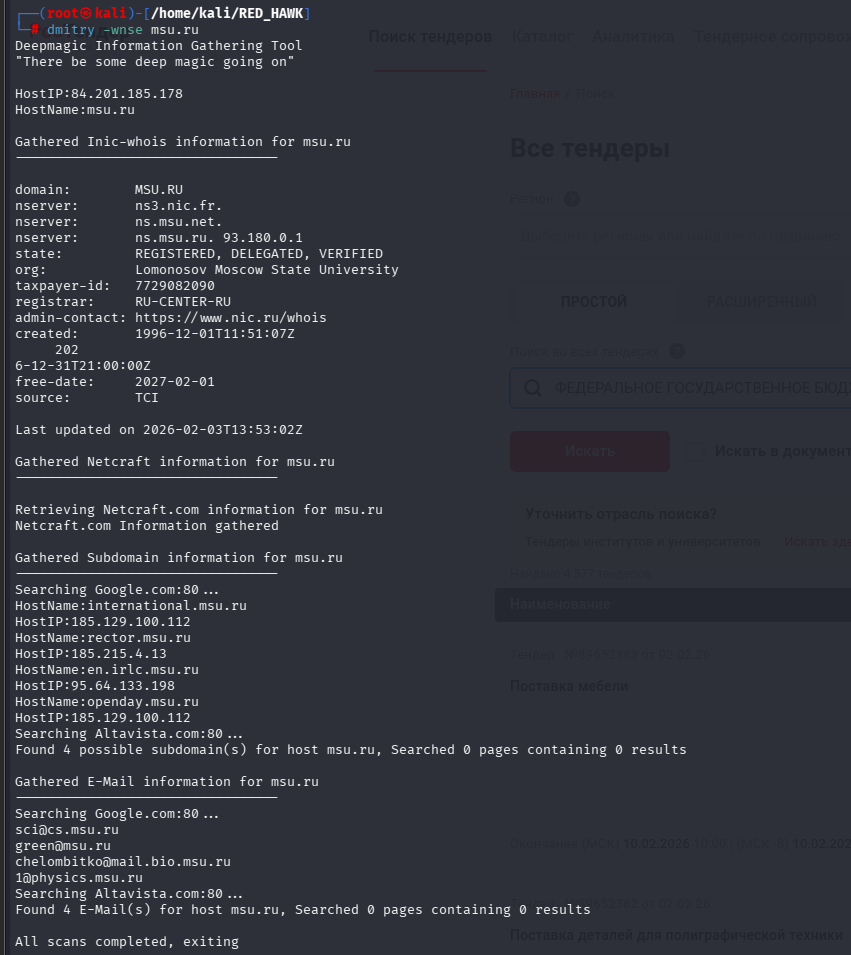 ┌──(root㉿kali)-[/home/kali/RED_HAWK]
└─# dmitry -wnse msu.ru
Deepmagic Information Gathering Tool
"There be some deep magic going on"
HostIP:84.201.185.178
HostName:msu.ru
Gathered Inic-whois information for msu.ru
---------------------------------
domain: MSU.RU
nserver: ns3.nic.fr.
nserver: ns.msu.net.
nserver: ns.msu.ru. 93.180.0.1
state: REGISTERED, DELEGATED, VERIFIED
org: Lomonosov Moscow State University
taxpayer-id: 7729082090
registrar: RU-CENTER-RU
admin-contact: https://www.nic.ru/whois
created: 1996-12-01T11:51:07Z
202
6-12-31T21:00:00Z
free-date: 2027-02-01
source: TCI
Last updated on 2026-02-03T13:53:02Z
Gathered Netcraft information for msu.ru
---------------------------------
Retrieving Netcraft.com information for msu.ru
Netcraft.com Information gathered
Gathered Subdomain information for msu.ru
---------------------------------
Searching Google.com:80...
HostName:international.msu.ru
HostIP:185.129.100.112
HostName:rector.msu.ru
HostIP:185.215.4.13
HostName:en.irlc.msu.ru
HostIP:95.64.133.198
HostName:openday.msu.ru
HostIP:185.129.100.112
Searching Altavista.com:80...
Found 4 possible subdomain(s) for host msu.ru, Searched 0 pages containing 0 results
Gathered E-Mail information for msu.ru
---------------------------------
Searching Google.com:80...
sci@cs.msu.ru
green@msu.ru
chelombitko@mail.bio.msu.ru
1@physics.msu.ru
Searching Altavista.com:80...
Found 4 E-Mail(s) for host msu.ru, Searched 0 pages containing 0 results
All scans completed, exiting
Поиск тендеров Каталог Аналитика Тендерное сопровож
Главная Поиск
Все тендеры
Регион ?
ПРОСТОЙ РАСШИРЕННЫЙ
Поиск по всем тендерам ?
ФЕДЕРАЛЬНОЕ ГОСУДАРСТВЕННОЕ БЮД
Искать Искать в документ
Уточнить отрасль поиска?
Тендеры институтов и университетов Искать зде
Наименование
Поставка мебели
10.02.2026 10.02.202
Поставка деталей для полиграфической техники